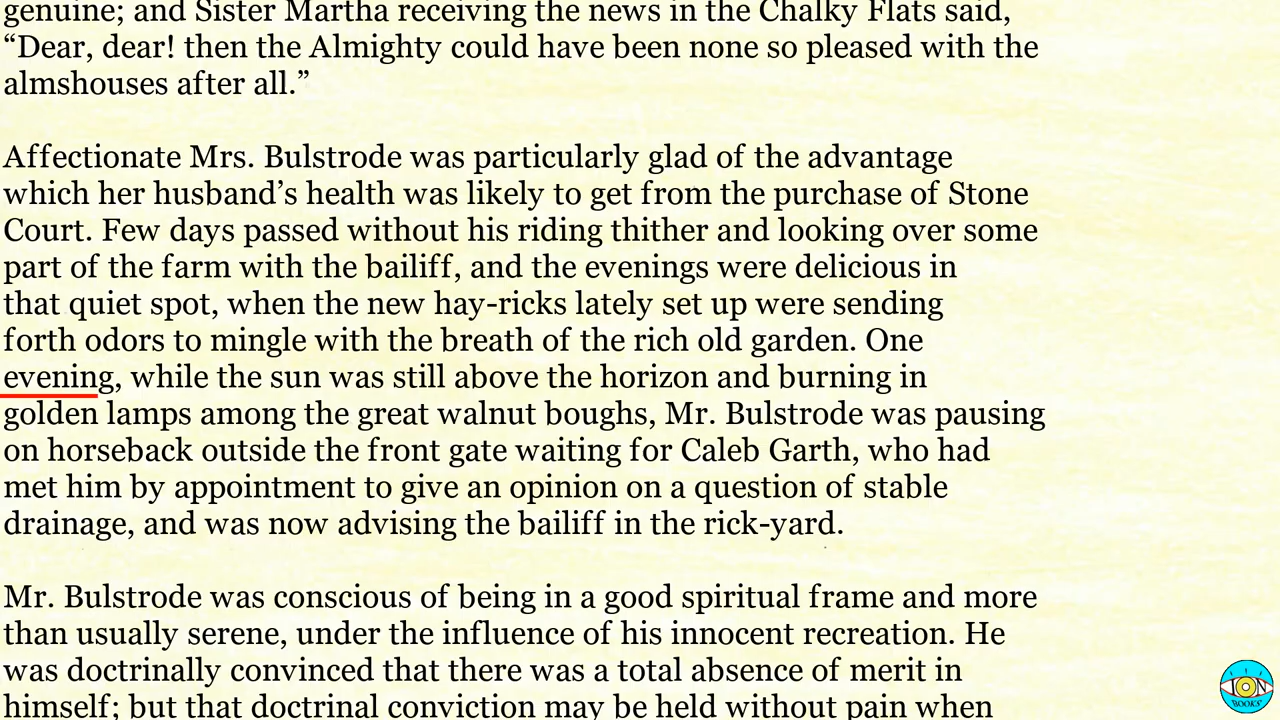 genuine; and Sister Martha receiving the news in the Chalky Flats said,
“Dear, dear! then the Almighty could have been none so pleased with the
almshouses after all.”
Affectionate Mrs. Bulstrode was particularly glad of the advantage
which her husband’s health was likely to get from the purchase of Stone
Court. Few days passed without his riding thither and looking over some
part of the farm with the bailiff, and the evenings were delicious in
that quiet spot, when the new hay-ricks lately set up were sending
forth odors to mingle with the breath of the rich old garden. One
evening, while the sun was still above the horizon and burning in
golden lamps among the great walnut boughs, Mr. Bulstrode was pausing
on horseback outside the front gate waiting for Caleb Garth, who had
met him by appointment to give an opinion on a question of stable
drainage, and was now advising the bailiff in the rick-yard.
Mr. Bulstrode was conscious of being in a good spiritual frame and more
than usually serene, under the influence of his innocent recreation. He
was doctrinally convinced that there was a total absence of merit in
himself; but that doctrinal conviction may be held without pain when
ION
BOOKS